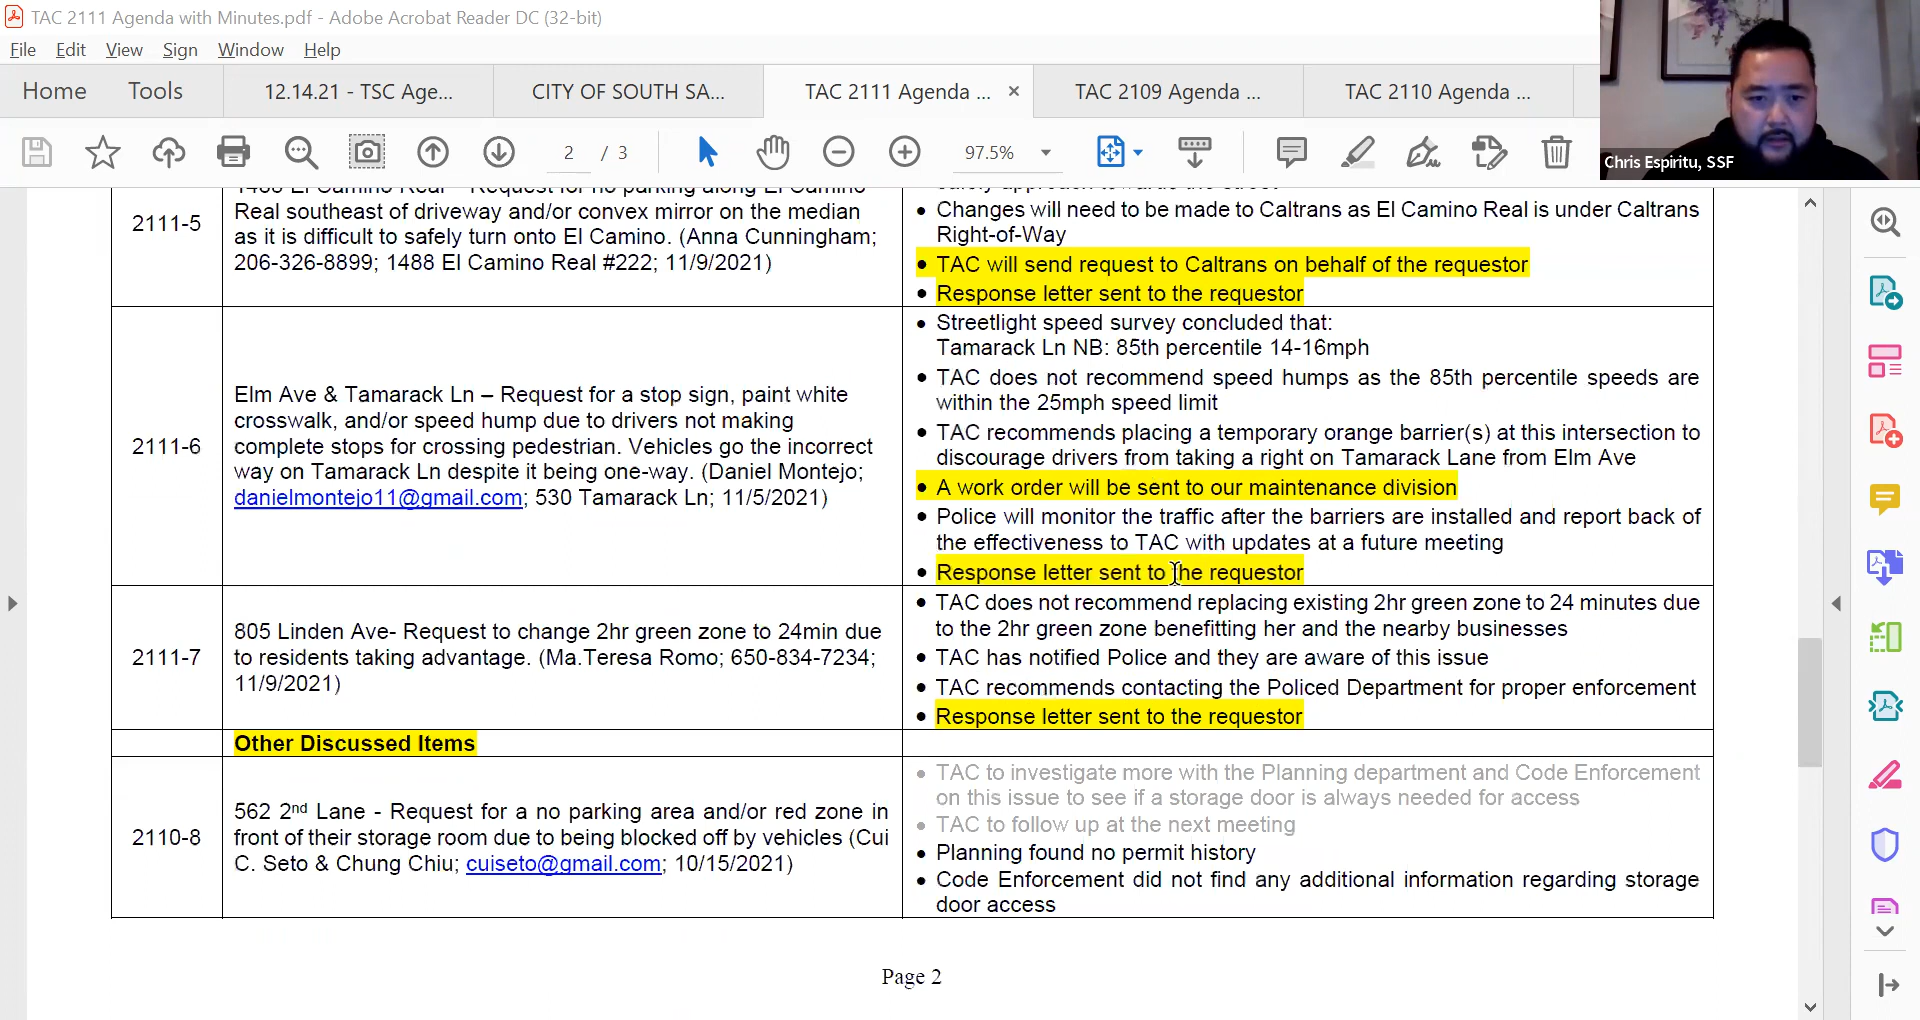 TAC 2111 Agenda with Minutes.pdf - Adobe Acrobat Reader DC (32-bit)
File Edit View Sign Window Help
Home Tools 12.14.21 - TSC Age... CITY OF SOUTH SA... TAC 2111 Agenda ... × TAC 2109 Agenda ... TAC 2110 Agenda ...
2 / 3 97.5%
Chris Espiritu, SSF
2111-5
1488 El Camino Real – Request for no parking along El Camino
Real southeast of driveway and/or convex mirror on the median
as it is difficult to safely turn onto El Camino. (Anna Cunningham;
206-326-8899; 1488 El Camino Real #222; 11/9/2021)
safely approach towards the street
• Changes will need to be made to Caltrans as El Camino Real is under Caltrans
Right-of-Way
• TAC will send request to Caltrans on behalf of the requestor
• Response letter sent to the requestor
2111-6
Elm Ave & Tamarack Ln – Request for a stop sign, paint white
crosswalk, and/or speed hump due to drivers not making
complete stops for crossing pedestrian. Vehicles go the incorrect
way on Tamarack Ln despite it being one-way. (Daniel Montejo;
danielmontejo11@gmail.com; 530 Tamarack Ln; 11/5/2021)
• Streetlight speed survey concluded that:
Tamarack Ln NB: 85th percentile 14-16mph
• TAC does not recommend speed humps as the 85th percentile speeds are
within the 25mph speed limit
• TAC recommends placing a temporary orange barrier(s) at this intersection to
discourage drivers from taking a right on Tamarack Lane from Elm Ave
• A work order will be sent to our maintenance division
• Police will monitor the traffic after the barriers are installed and report back of
the effectiveness to TAC with updates at a future meeting
• Response letter sent to the requestor
2111-7
805 Linden Ave- Request to change 2hr green zone to 24min due
to residents taking advantage. (Ma.Teresa Romo; 650-834-7234;
11/9/2021)
• TAC does not recommend replacing existing 2hr green zone to 24 minutes due
to the 2hr green zone benefitting her and the nearby businesses
• TAC has notified Police and they are aware of this issue
• TAC recommends contacting the Policed Department for proper enforcement
• Response letter sent to the requestor
Other Discussed Items
2110-8
562 2nd Lane - Request for a no parking area and/or red zone in
front of their storage room due to being blocked off by vehicles (Cui
C. Seto & Chung Chiu; cuiseto@gmail.com; 10/15/2021)
• TAC to investigate more with the Planning department and Code Enforcement
on this issue to see if a storage door is always needed for access
• TAC to follow up at the next meeting
• Planning found no permit history
• Code Enforcement did not find any additional information regarding storage
door access
Page 2